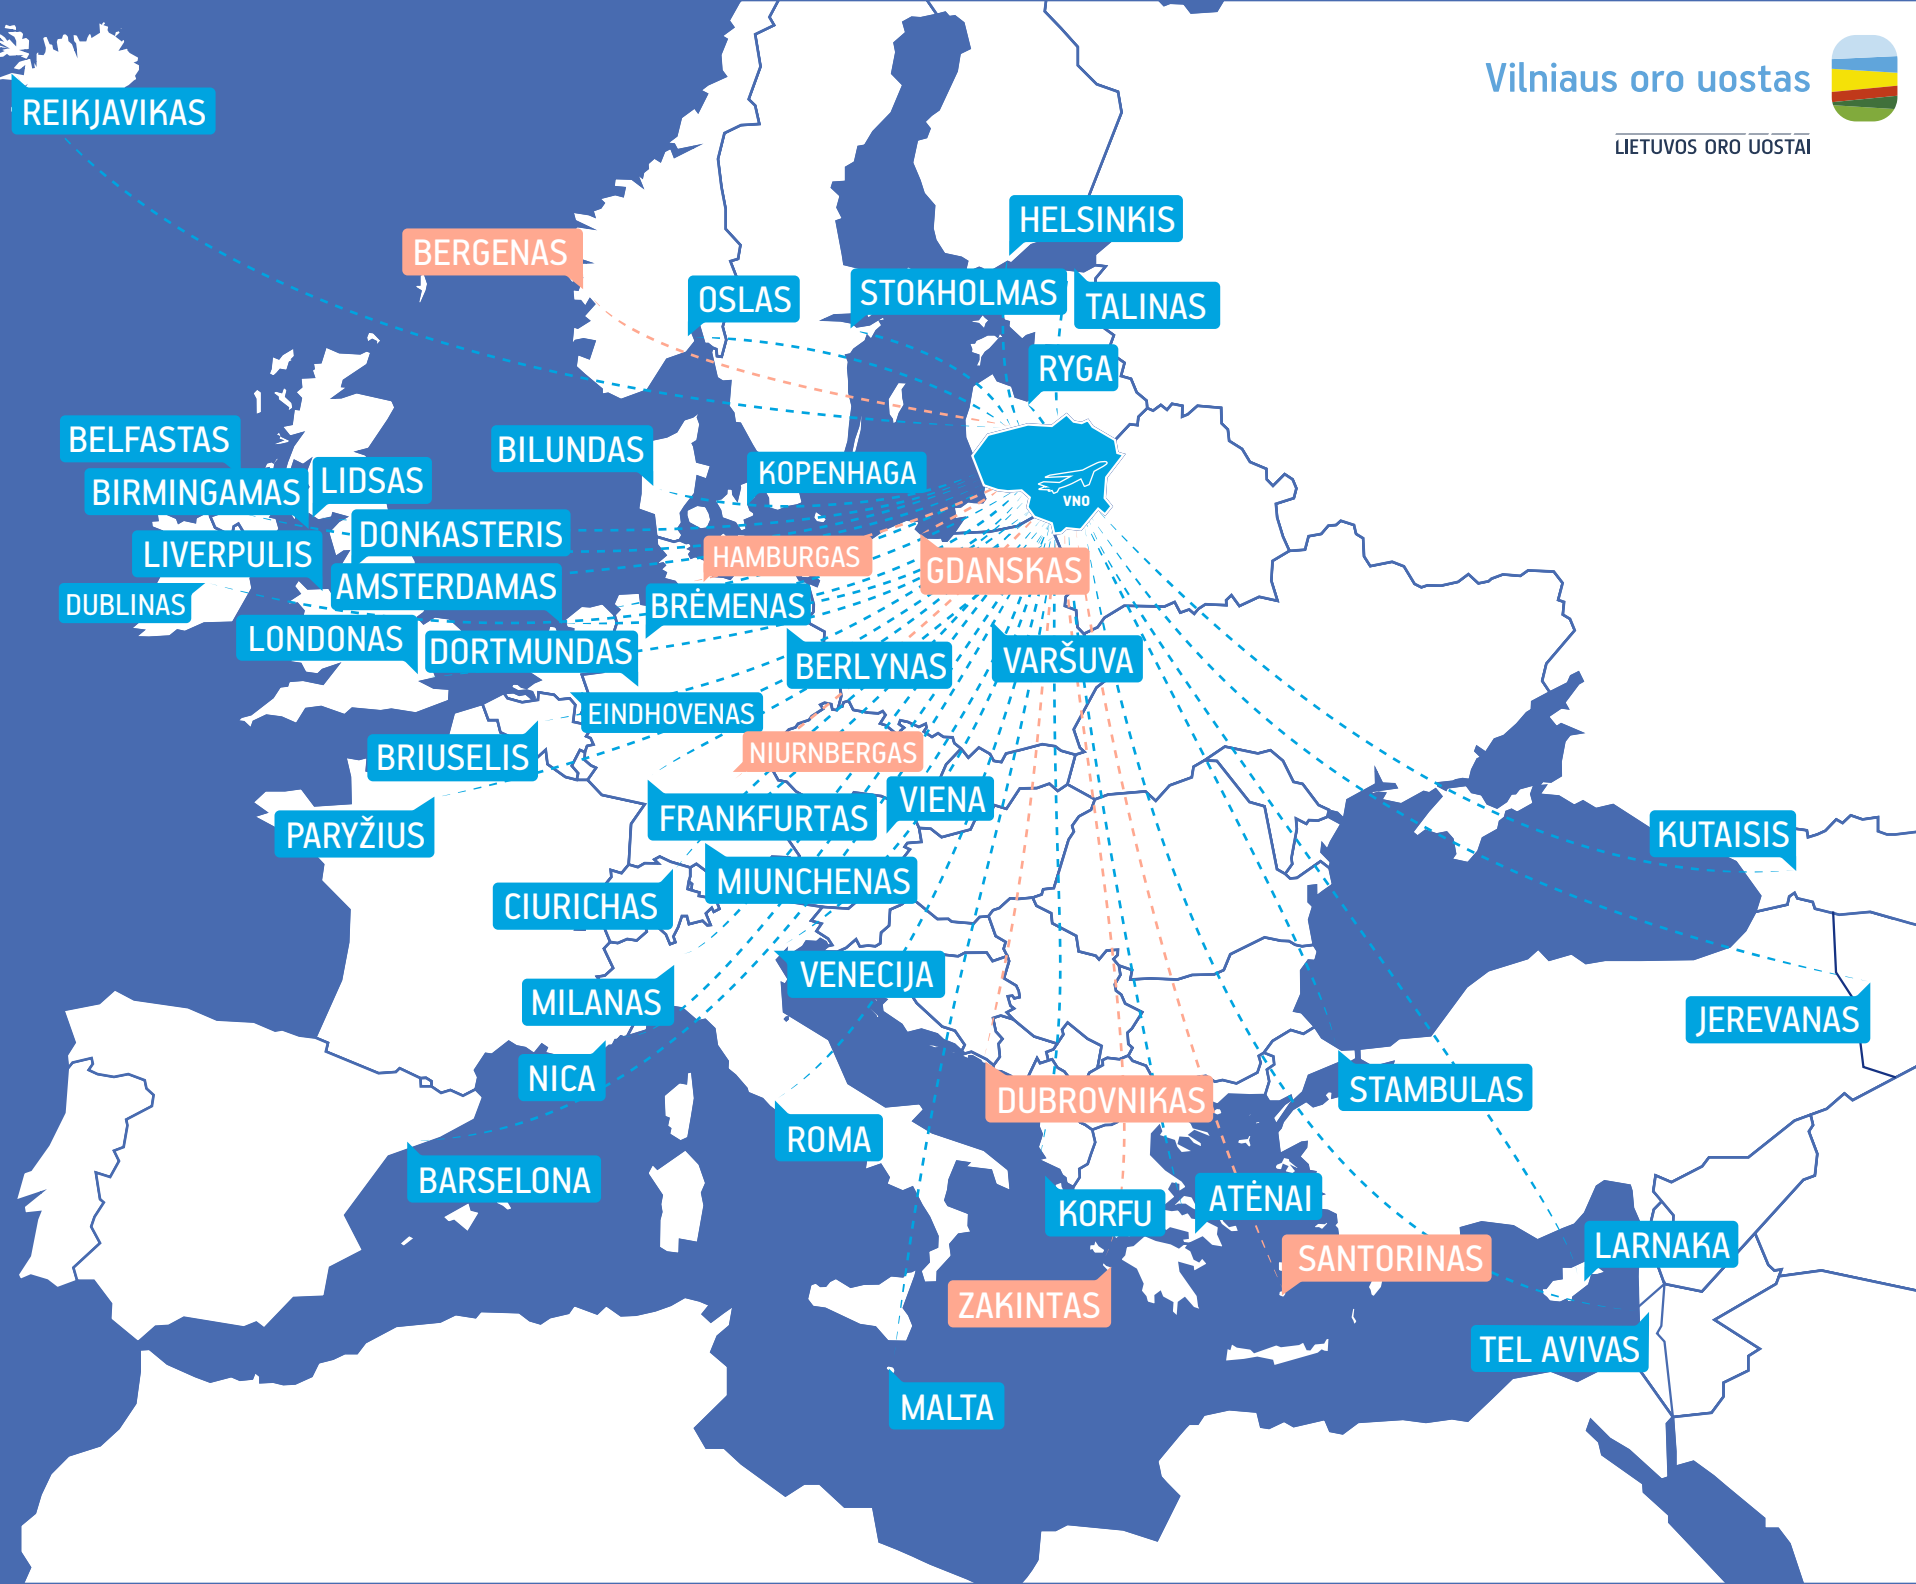 Vilniaus oro uostas
LIETUVOS ORO UOSTAI
REIKJAVIKAS
HELSINKIS
BERGENAS
OSLAS
STOKHOLMAS
TALINAS
RYGA
BELFASTAS
BILUNDAS
KOPENHAGA
LIDSAS
BIRMINGAMAS
VNO
DONKASTERIS
LIVERPULIS
HAMBURGAS
GDANSKAS
AMSTERDAMAS
DUBLINAS
BRĖMENAS
LONDONAS
DORTMUNDAS
BERLYNAS
VARŠUVA
EINDHOVENAS
BRIUSELIS
NIURNBERGAS
VIENA
FRANKFURTAS
PARYŽIUS
KUTAISIS
MIUNCHENAS
CIURICHAS
VENECIJA
MILANAS
JEREVANAS
NICA
STAMBULAS
DUBROVNIKAS
ROMA
BARSELONA
ATĖNAI
KORFU
LARNAKA
SANTORINAS
ZAKINTAS
TEL AVIVAS
MALTA